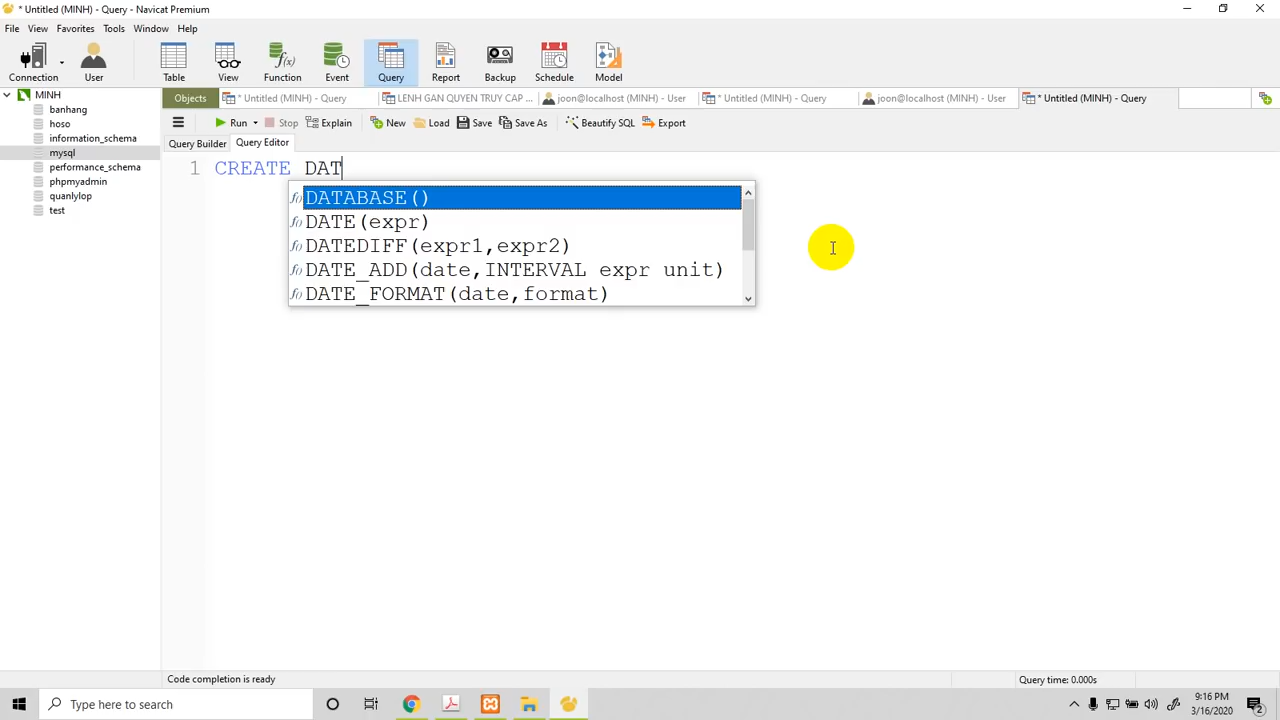 * Untitled (MINH) - Query - Navicat Premium
File View Favorites Tools Window Help
Connection User Table View Function Event Query Report Backup Schedule Model
MINH
banhang
hoso
information_schema
mysql
performance_schema
phpmyadmin
quanlylop
test
Objects * Untitled (MINH) - Query LENH GAN QUYEN TRUY CAP ... joon@localhost (MINH) - User * Untitled (MINH) - Query joon@localhost (MINH) - User * Untitled (MINH) - Query
Run Stop Explain New Load Save Save As Beautify SQL Export
Query Builder Query Editor
1 CREATE DAT
f() DATABASE()
f() DATE(expr)
f() DATEDIFF(expr1,expr2)
f() DATE_ADD(date,INTERVAL expr unit)
f() DATE_FORMAT(date,format)
Code completion is ready Query time: 0.000s
Type here to search
9:16 PM
3/16/2020
2